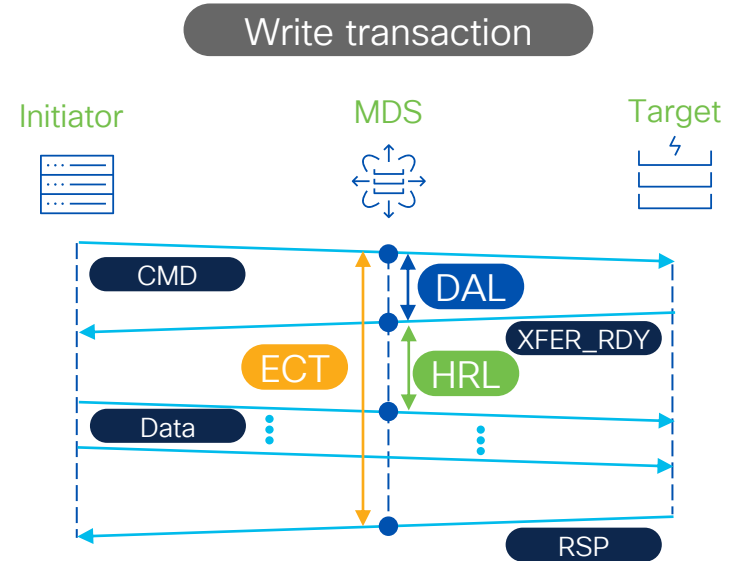 Write transaction
Initiator
MDS
Target
CMD
DAL
XFER_RDY
ECT
HRL
Data
RSP